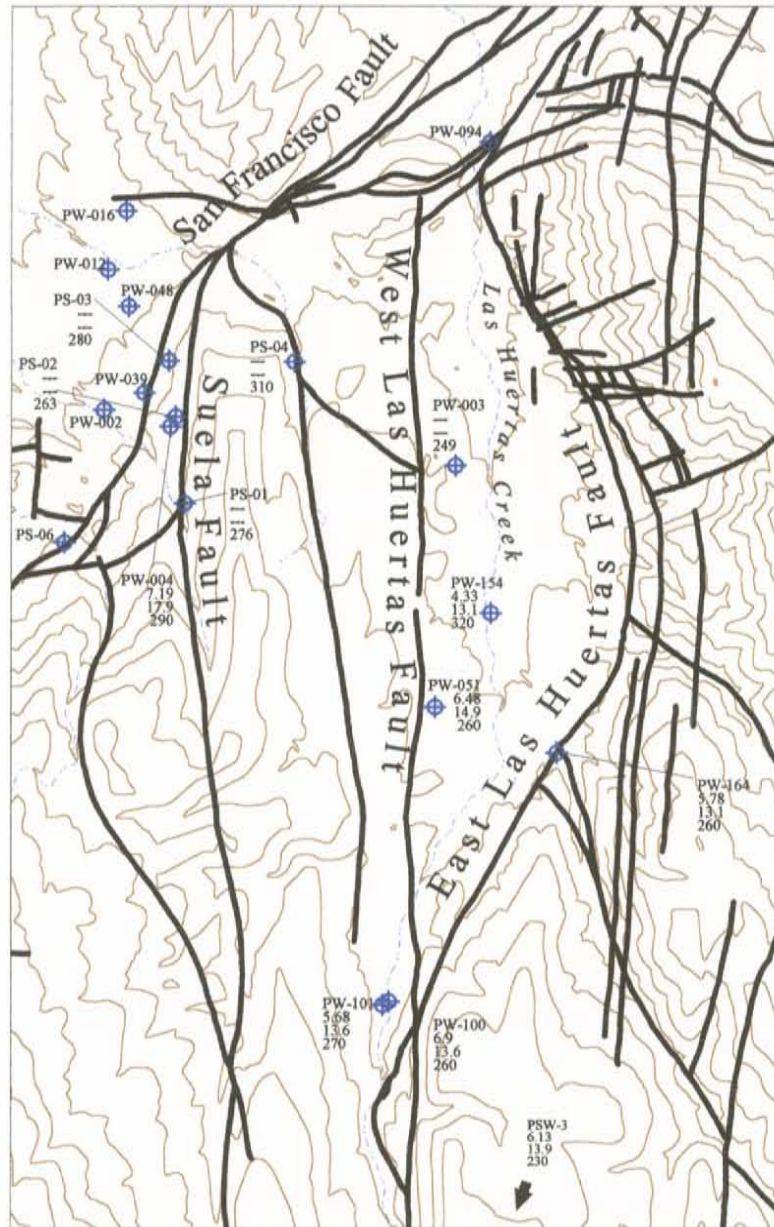 San Francisco Fault
PW-094
PW-016
PW-012
PS-03
---
---
280
PW-048
PS-02
---
---
263
PW-039
PW-002
PS-04
---
---
310
PW-003
---
---
249
West Las Huertas Fault
Las Huertas Creek
Suela Fault
PS-01
---
---
276
PS-06
PW-004
7.19
17.9
290
PW-154
4.33
13.1
320
PW-051
6.48
14.9
260
East Las Huertas Fault
PW-164
5.78
13.1
260
PW-101
5.68
13.6
270
PW-100
6.9
13.6
260
PSW-3
6.13
13.9
230